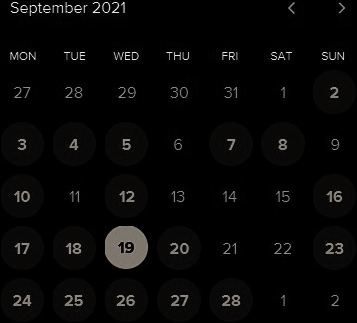 September 2021
MON TUE WED THU FRI SAT SUN
27 28 29 30 31 1 2
3 4 5 6 7 8 9
10 11 12 13 14 15 16
17 18 19 20 21 22 23
24 25 26 27 28 1 2